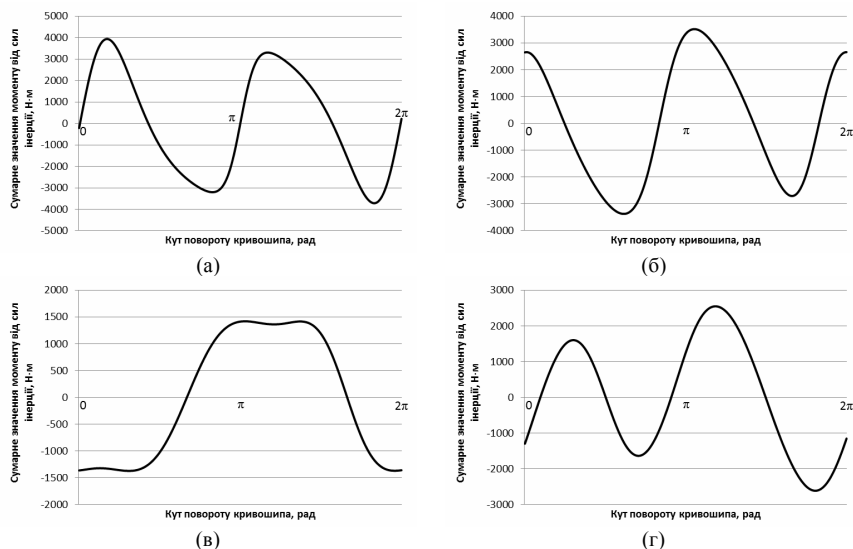 Сумарне значення моменту від сил
інерції, Н·м
5000
4000
3000
2000
1000
0
-1000
-2000
-3000
-4000
-5000
0
π
2π
Кут повороту кривошипа, рад
(а)
Сумарне значення моменту від сил
інерції, Н·м
4000
3000
2000
1000
0
-1000
-2000
-3000
-4000
0
π
2π
Кут повороту кривошипа, рад
(б)
Сумарне значення моменту від сил
інерції, Н·м
2000
1500
1000
500
0
-500
-1000
-1500
-2000
0
π
2π
Кут повороту кривошипа, рад
(в)
Сумарне значення моменту від сил
інерції, Н·м
3000
2000
1000
0
-1000
-2000
-3000
0
π
2π
Кут повороту кривошипа, рад
(г)